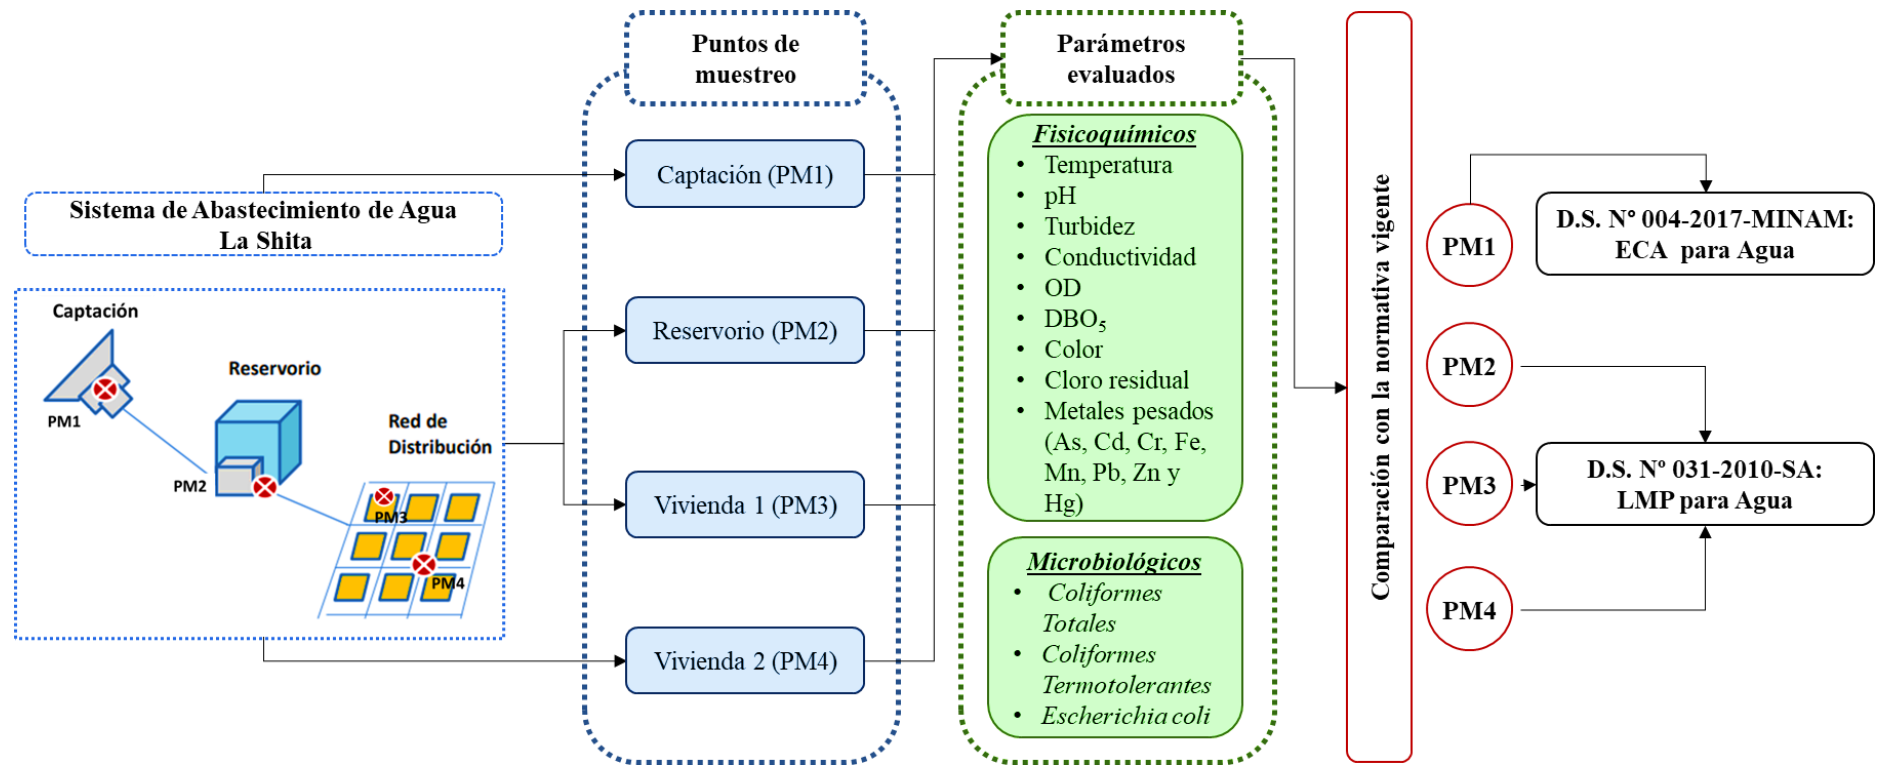 Sistema de Abastecimiento de Agua
La Shita
Captación
PM1
Reservorio
PM2
Red de
Distribución
PM3
PM4
Puntos de
muestreo
Captación (PM1)
Reservorio (PM2)
Vivienda 1 (PM3)
Vivienda 2 (PM4)
Parámetros
evaluados
Fisicoquímicos
• Temperatura
• pH
• Turbidez
• Conductividad
• OD
• DBO₅
• Color
• Cloro residual
• Metales pesados
(As, Cd, Cr, Fe,
Mn, Pb, Zn y
Hg)
Microbiológicos
• Coliformes
Totales
• Coliformes
Termotolerantes
• Escherichia coli
Comparación con la normativa vigente
PM1
PM2
PM3
PM4
D.S. N° 004-2017-MINAM:
ECA para Agua
D.S. Nº 031-2010-SA:
LMP para Agua